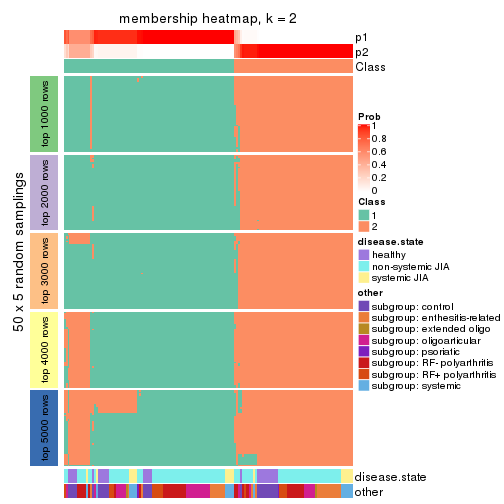 membership heatmap, k = 2
p1
p2
Class
50 x 5 random samplings
top 1000 rows
top 2000 rows
top 3000 rows
top 4000 rows
top 5000 rows
Prob
1
0.8
0.6
0.4
0.2
0
Class
1
2
disease.state
healthy
non-systemic JIA
systemic JIA
other
subgroup: control
subgroup: enthesitis-related
subgroup: extended oligo
subgroup: oligoarticular
subgroup: psoriatic
subgroup: RF- polyarthritis
subgroup: RF+ polyarthritis
subgroup: systemic
disease.state
other